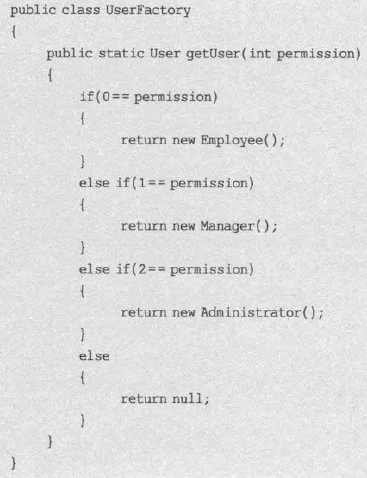 public class UserFactory
{
public static User getUser(int permission)
{
if(0== permission)
{
return new Employee();
}
else if(1== permission)
{
return new Manager();
}
else if(2== permission)
{
return new Administrator();
}
else
{
return null;
}
}
}